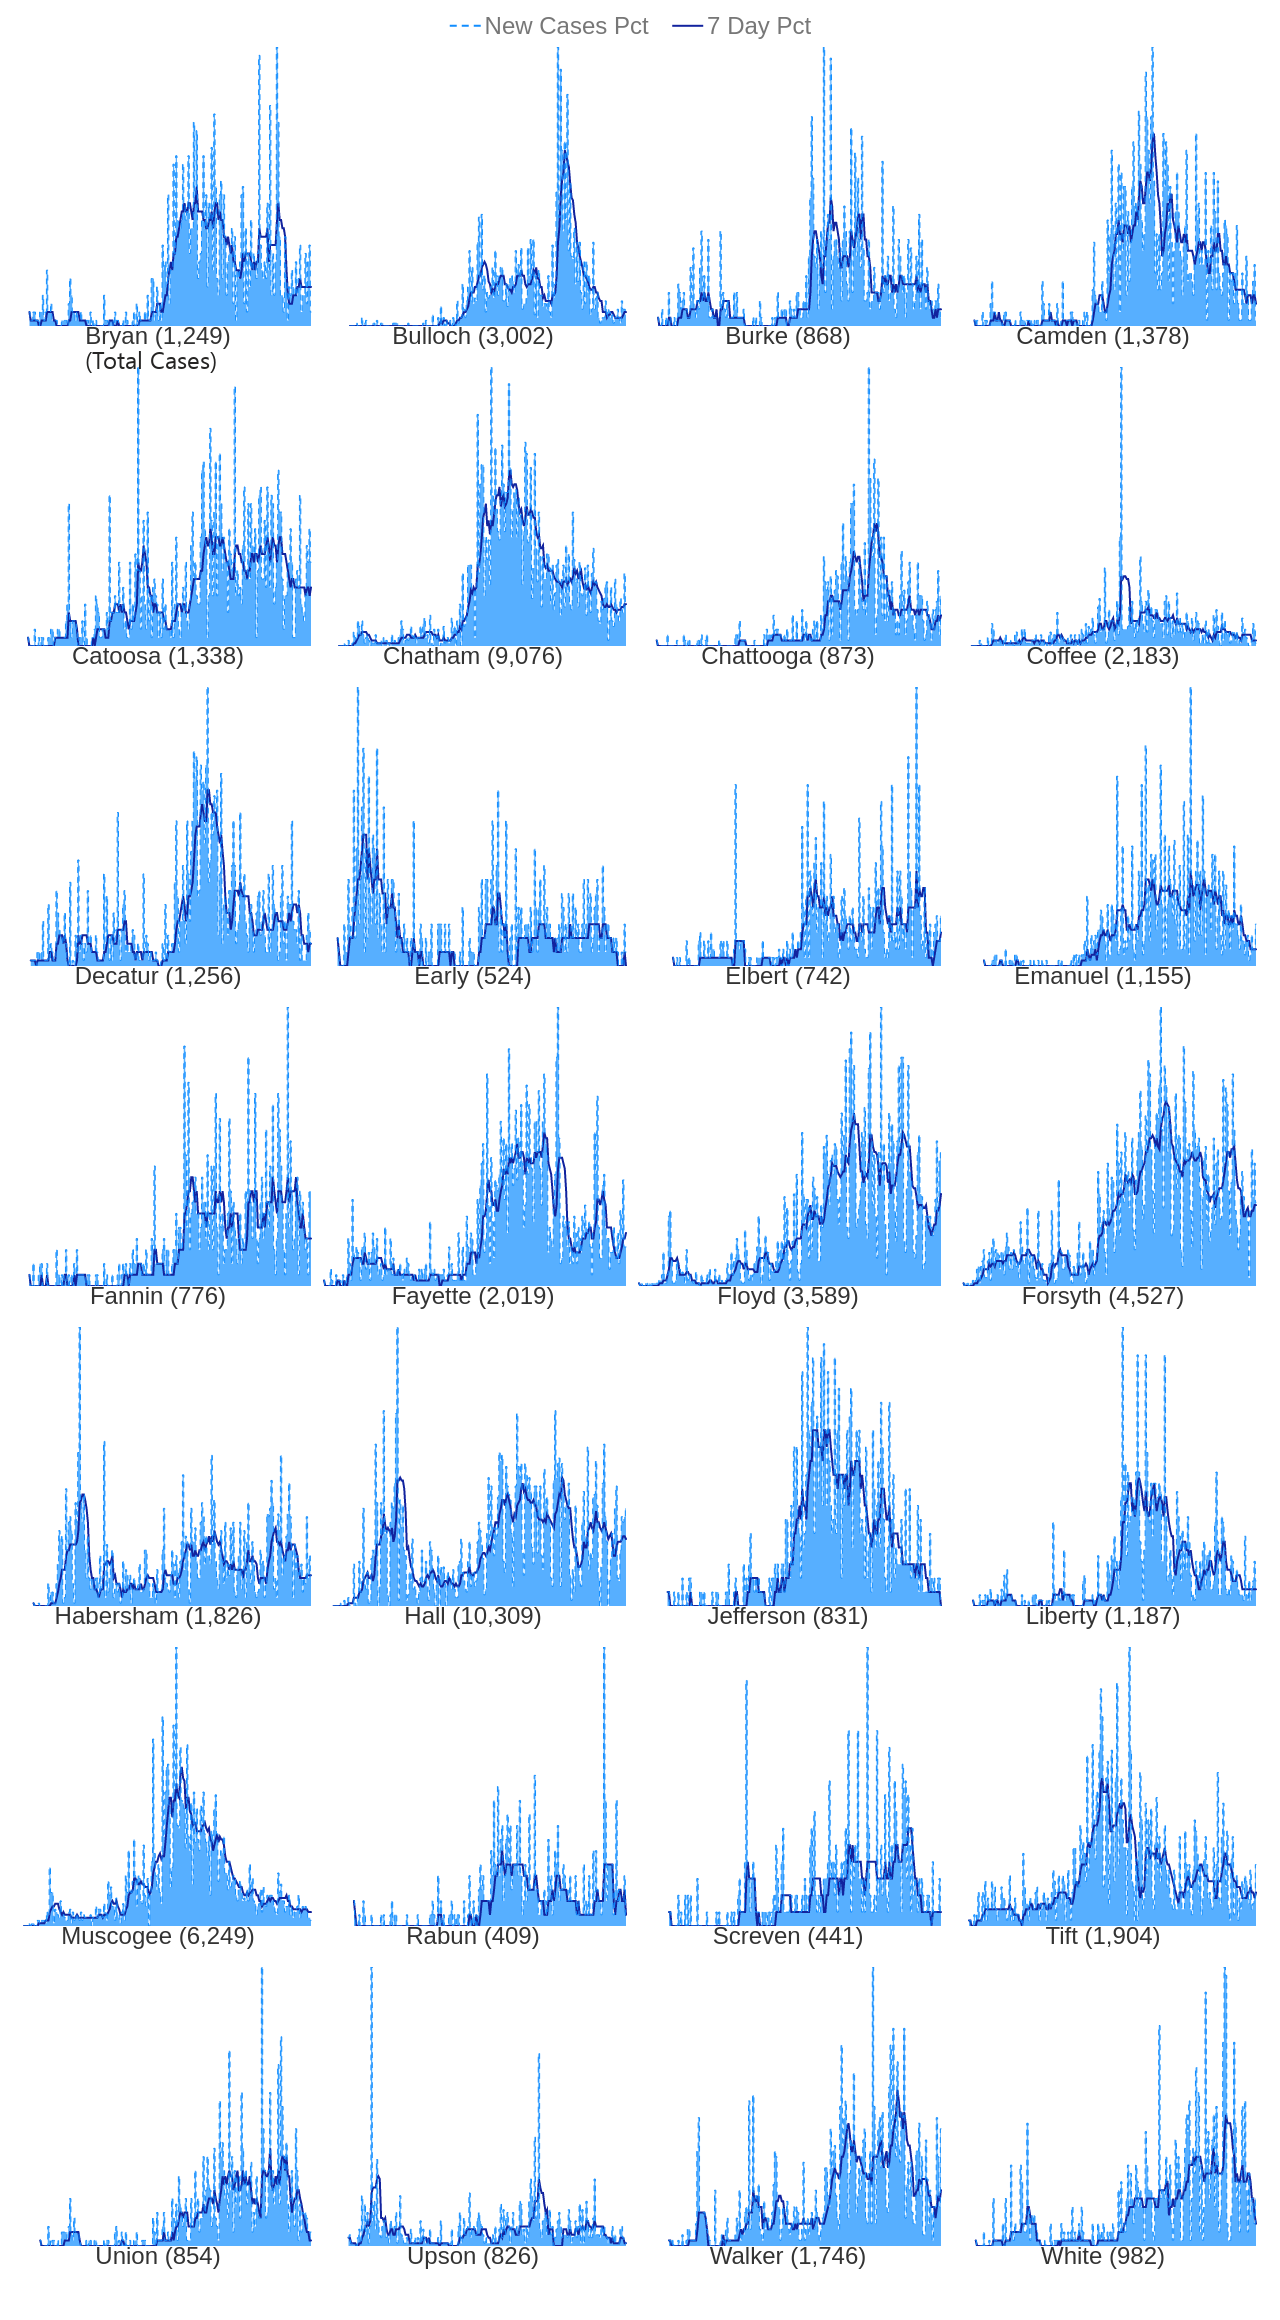 New Cases Pct 7 Day Pct
Bryan (1,249) Bulloch (3,002) Burke (868) Camden (1,378)
(Total Cases)
Catoosa (1,338) Chatham (9,076) Chattooga (873) Coffee (2,183)
Decatur (1,256) Early (524) Elbert (742) Emanuel (1,155)
Fannin (776) Fayette (2,019) Floyd (3,589) Forsyth (4,527)
Habersham (1,826) Hall (10,309) Jefferson (831) Liberty (1,187)
Muscogee (6,249) Rabun (409) Screven (441) Tift (1,904)
Union (854) Upson (826) Walker (1,746) White (982)